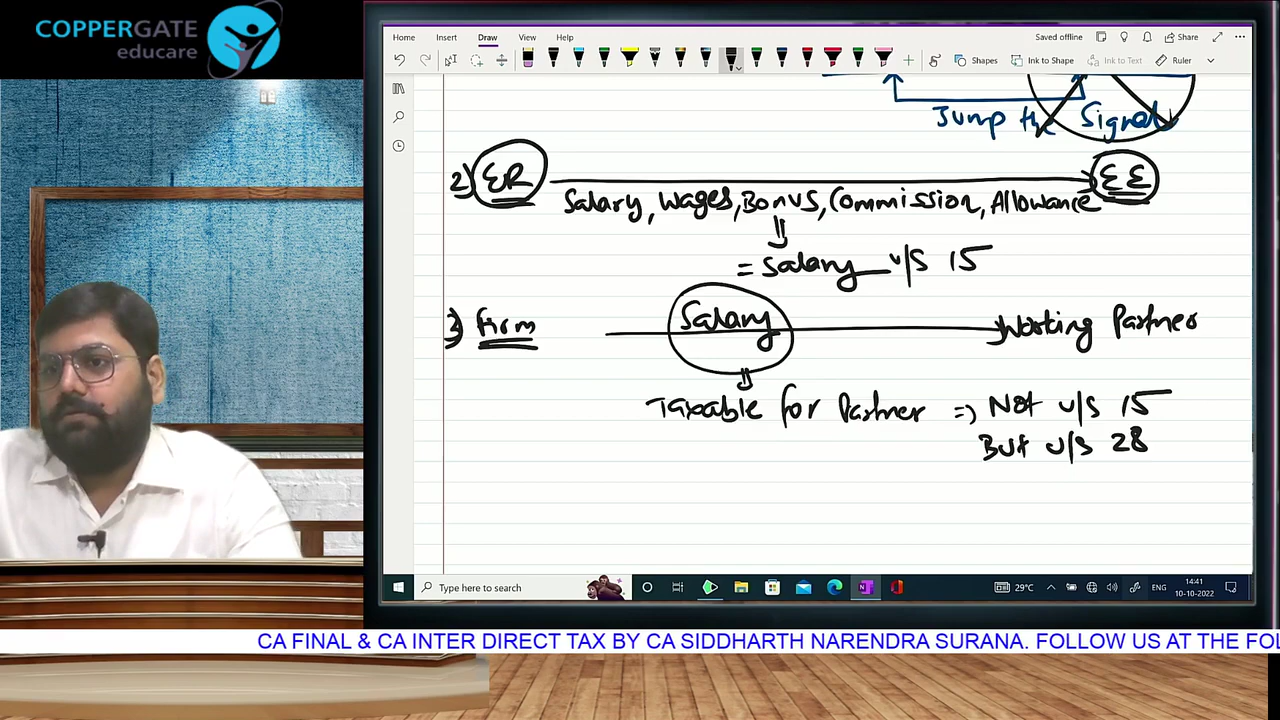 COPPERGATE
educare
Home Insert Draw View Help
Saved offline Share
Shapes Ink to Shape Ink to Text Ruler
Jump the Signal
2) ER EE
Salary, Wages, Bonus, Commission, Allowance
= Salary u/s 15
3) Firm Salary Working Partner
Taxable for Partner => Not u/s 15
But u/s 28
Type here to search
29°C ENG 14:41
10-10-2022
CA FINAL & CA INTER DIRECT TAX BY CA SIDDHARTH NARENDRA SURANA. FOLLOW US AT THE FOL